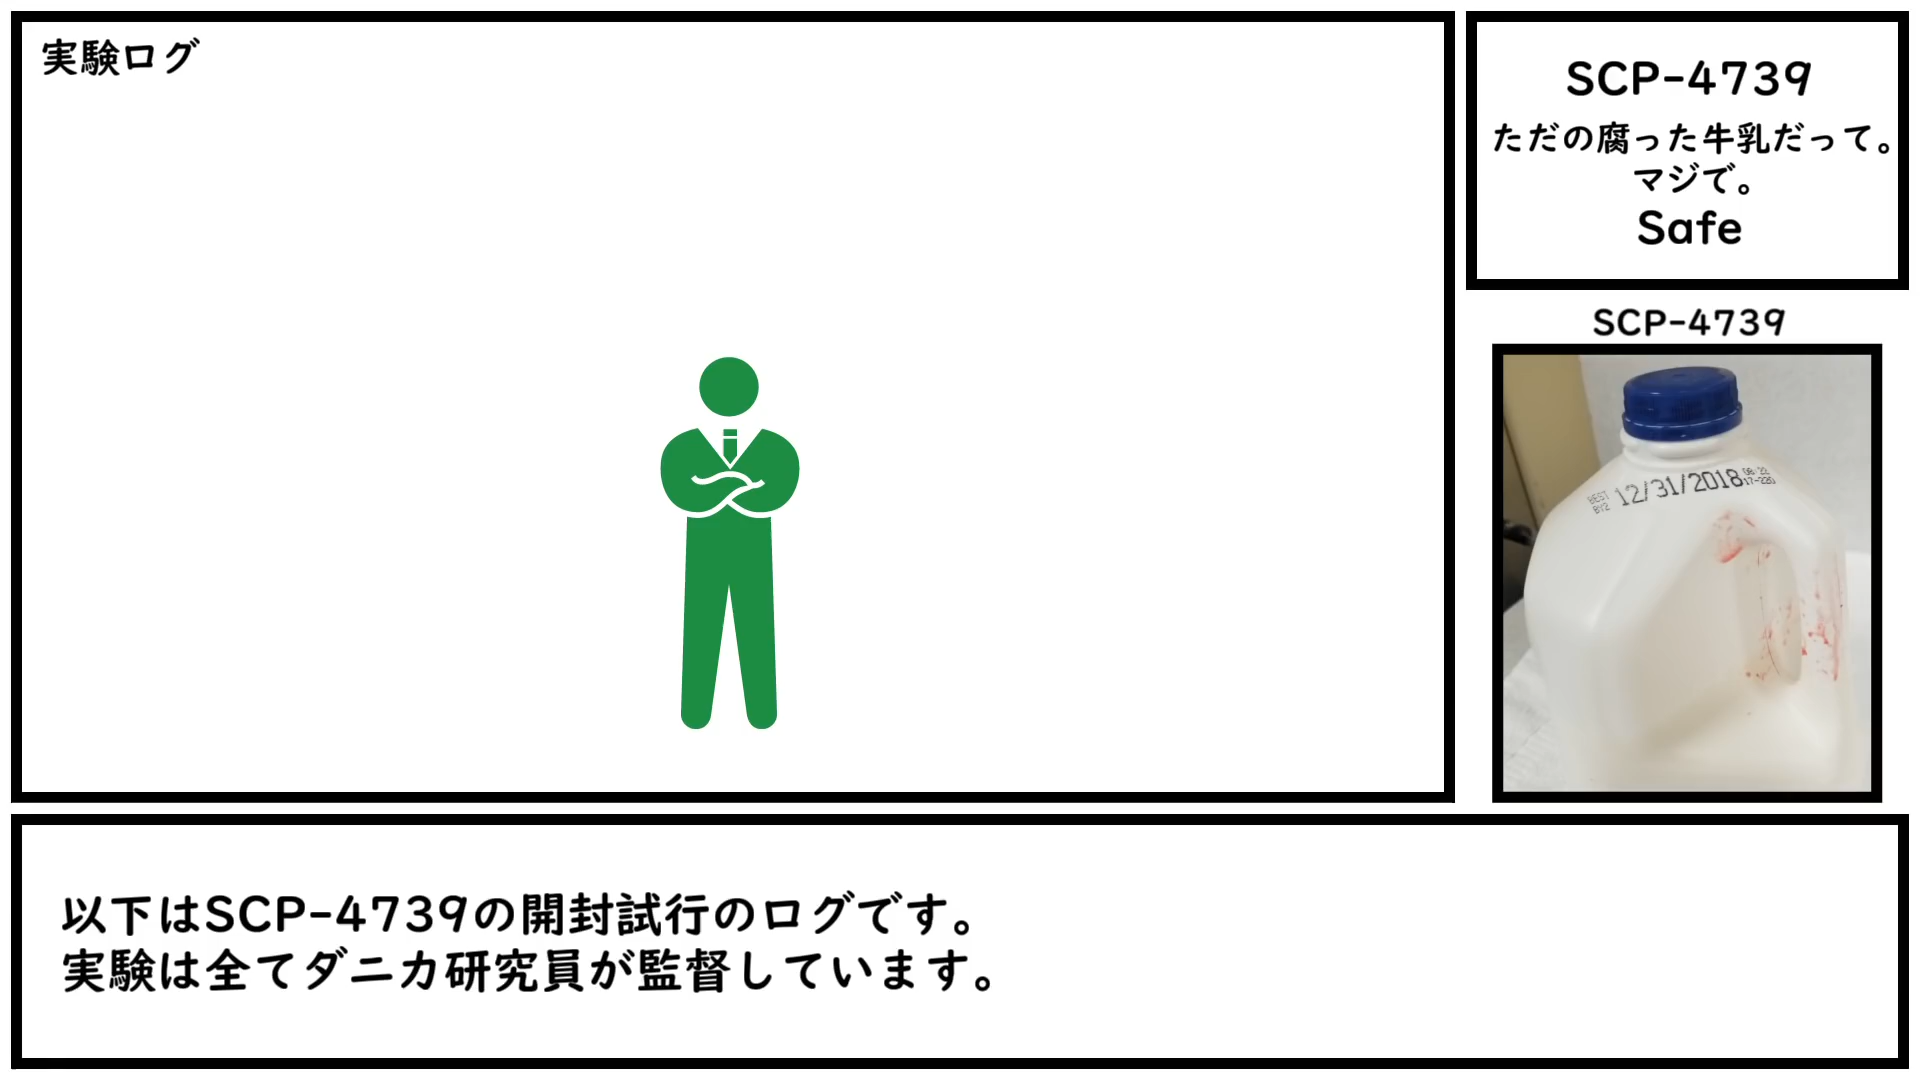 実験ログ
SCP-4739
ただの腐った牛乳だって。
マジで。
Safe
SCP-4739
BEST
BY2
12/31/2018
以下はSCP-4739の開封試行のログです。
実験は全てダニカ研究員が監督しています。